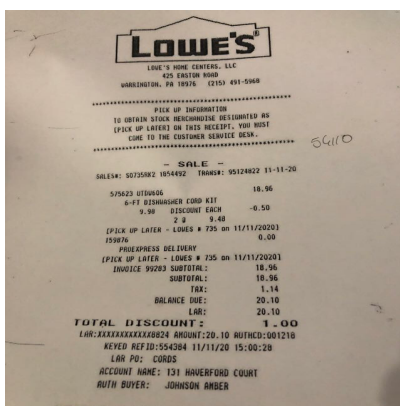 LOWE'S
LOWE'S HOME CENTERS, LLC
425 EASTON ROAD
WARRINGTON, PA 18976 (215) 491-5968
PICK UP INFORMATION
TO OBTAIN STOCK MERCHANDISE DESIGNATED AS
[PICK UP LATER] ON THIS RECEIPT, YOU MUST
COME TO THE CUSTOMER SERVICE DESK.
54110
- SALE -
SALES#: S0735RW2 1854492 TRANS#: 95124822 11-11-20
575623 UTDW606 18.96
6-FT DISHWASHER CORD KIT
9.98 DISCOUNT EACH -0.50
2 @ 9.48
[PICK UP LATER - LOWES # 735 on 11/11/2020]
159876 0.00
PROEXPRESS DELIVERY
[PICK UP LATER - LOWES # 735 on 11/11/2020]
INVOICE 99203 SUBTOTAL: 18.96
SUBTOTAL: 18.96
TAX: 1.14
BALANCE DUE: 20.10
LAR: 20.10
TOTAL DISCOUNT: 1.00
LAR:XXXXXXXXXXXX8824 AMOUNT:20.10 AUTHCD:001218
KEYED REFID:554384 11/11/20 15:00:28
LAR PO: CORDS
ACCOUNT NAME: 131 HAVERFORD COURT
AUTH BUYER: JOHNSON AMBER